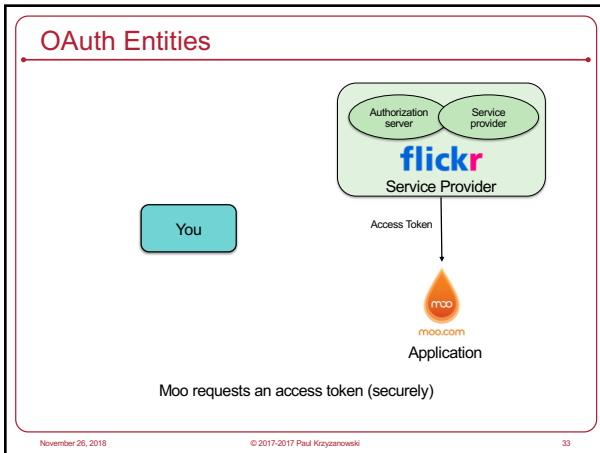 OAuth Entities
Authorization
server
Service
provider
flickr
Service Provider
You
Access Token
moo
moo.com
Application
Moo requests an access token (securely)
November 26, 2018
© 2017-2017 Paul Krzyzanowski
33